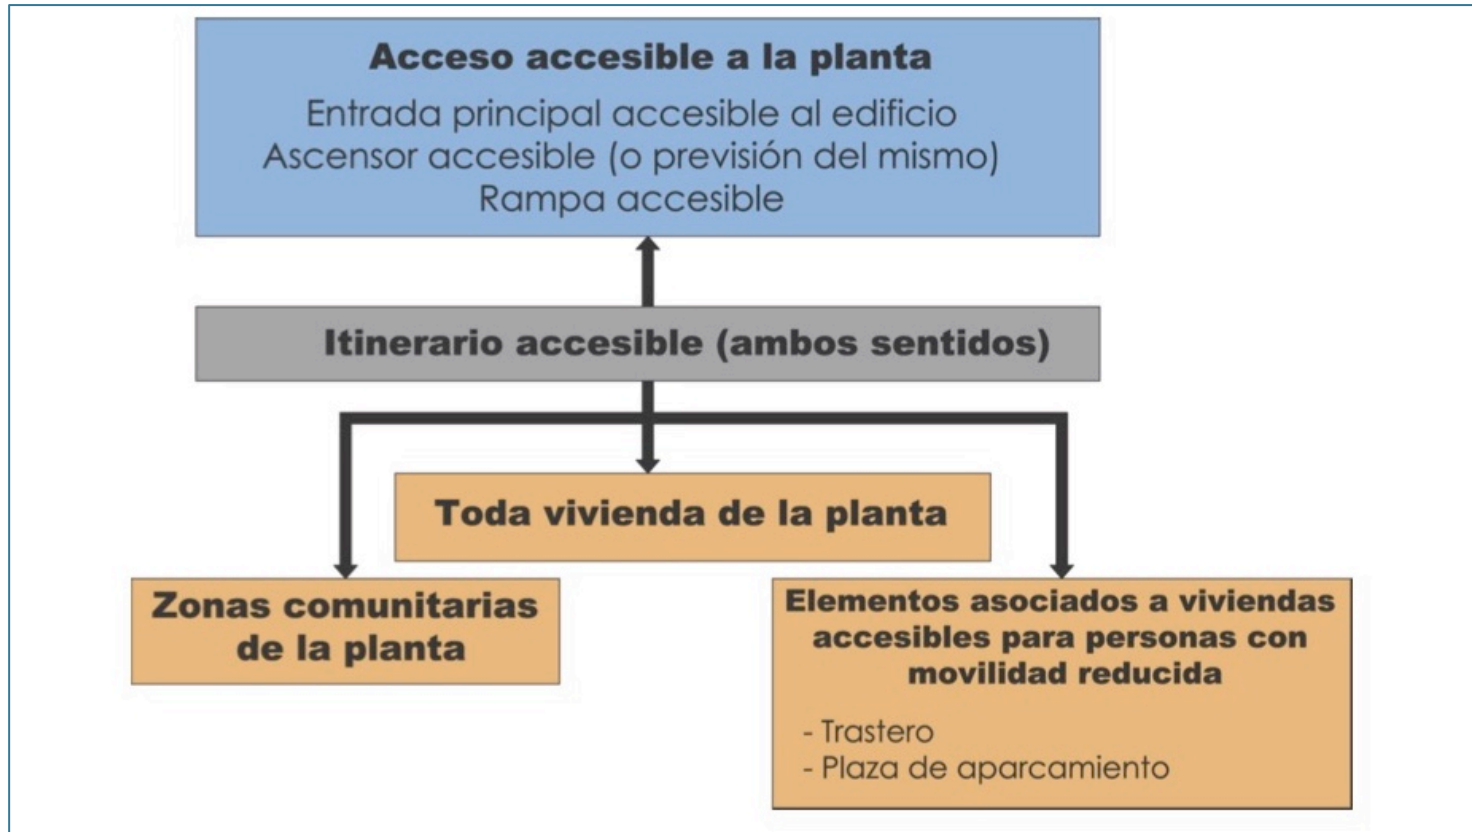 Acceso accesible a la planta
Entrada principal accesible al edificio
Ascensor accesible (o previsión del mismo)
Rampa accesible
Itinerario accesible (ambos sentidos)
Toda vivienda de la planta
Zonas comunitarias
de la planta
Elementos asociados a viviendas
accesibles para personas con
movilidad reducida
- Trastero
- Plaza de aparcamiento